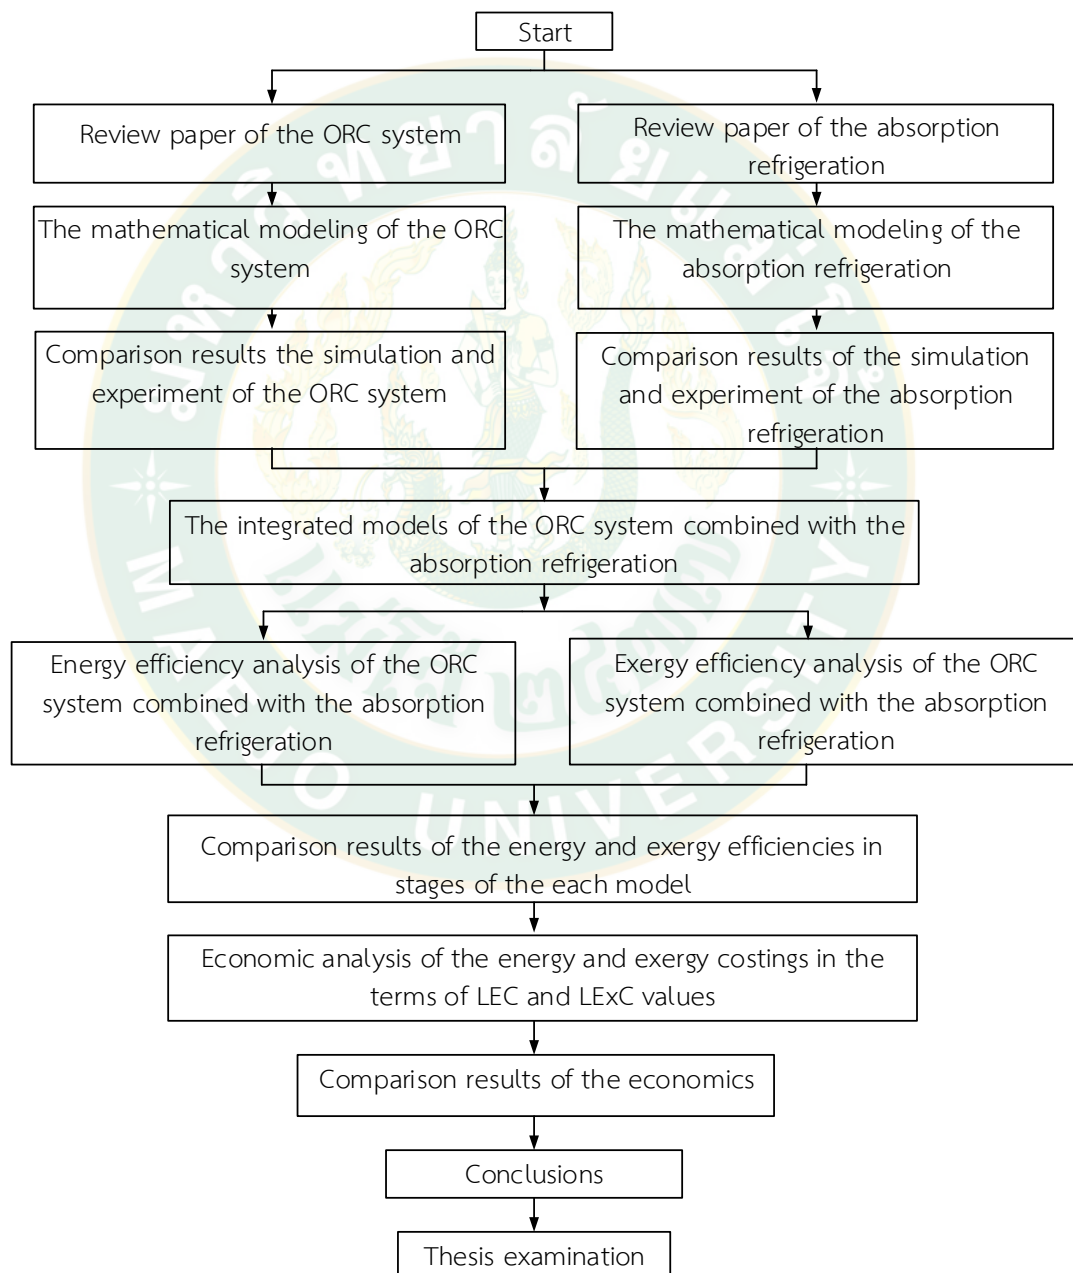 Start
Review paper of the ORC system
Review paper of the absorption
refrigeration
The mathematical modeling of the ORC
system
The mathematical modeling of the
absorption refrigeration
Comparison results the simulation and
experiment of the ORC system
Comparison results of the simulation
and experiment of the absorption
refrigeration
The integrated models of the ORC system combined with the
absorption refrigeration
Energy efficiency analysis of the ORC
system combined with the absorption
refrigeration
Exergy efficiency analysis of the ORC
system combined with the absorption
refrigeration
Comparison results of the energy and exergy efficiencies in
stages of the each model
Economic analysis of the energy and exergy costings in the
terms of LEC and LExC values
Comparison results of the economics
Conclusions
Thesis examination
MAEJO UNIVERSITY